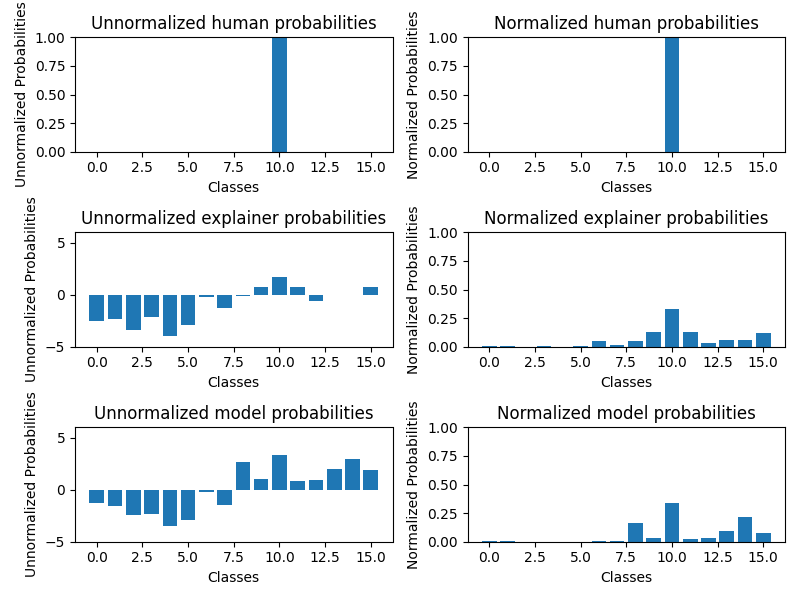 Unnormalized human probabilities
Unnormalized Probabilities
1.00
0.75
0.50
0.25
0.00
0.0 2.5 5.0 7.5 10.0 12.5 15.0
Classes
Normalized human probabilities
Normalized Probabilities
1.00
0.75
0.50
0.25
0.00
0.0 2.5 5.0 7.5 10.0 12.5 15.0
Classes
Unnormalized explainer probabilities
Unnormalized Probabilities
5
0
−5
0.0 2.5 5.0 7.5 10.0 12.5 15.0
Classes
Normalized explainer probabilities
Normalized Probabilities
1.00
0.75
0.50
0.25
0.00
0.0 2.5 5.0 7.5 10.0 12.5 15.0
Classes
Unnormalized model probabilities
Unnormalized Probabilities
5
0
−5
0.0 2.5 5.0 7.5 10.0 12.5 15.0
Classes
Normalized model probabilities
Normalized Probabilities
1.00
0.75
0.50
0.25
0.00
0.0 2.5 5.0 7.5 10.0 12.5 15.0
Classes